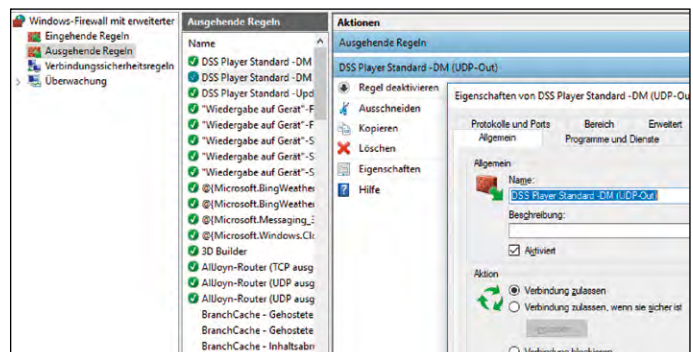 Windows-Firewall mit erweiterter
Eingehende Regeln
Ausgehende Regeln
Verbindungssicherheitsregeln
Überwachung
Ausgehende Regeln
Name
DSS Player Standard -DM
DSS Player Standard -DM
DSS Player Standard -Upd
"Wiedergabe auf Gerät"-F
"Wiedergabe auf Gerät"-F
"Wiedergabe auf Gerät"-S
"Wiedergabe auf Gerät"-S
"Wiedergabe auf Gerät"-S
@{Microsoft.BingWeather
@{Microsoft.BingWeather
@{Microsoft.Messaging_3
@{Microsoft.Windows.Cl
3D Builder
AllJoyn-Router (TCP ausg
AllJoyn-Router (UDP ausg
AllJoyn-Router (UDP ausg
BranchCache - Gehostete
BranchCache - Gehostete
BranchCache - Inhaltsabr
Aktionen
Ausgehende Regeln
DSS Player Standard -DM (UDP-Out)
Regel deaktivieren
Ausschneiden
Kopieren
Löschen
Eigenschaften
Hilfe
Eigenschaften von DSS Player Standard -DM (UDP-Ou
Protokolle und Ports Bereich Erweitert
Allgemein Programme und Dienste
Allgemein
Name:
DSS Player Standard -DM (UDP-Out)
Beschreibung:
Aktiviert
Aktion
Verbindung zulassen
Verbindung zulassen, wenn sie sicher ist
Verbindung blockieren